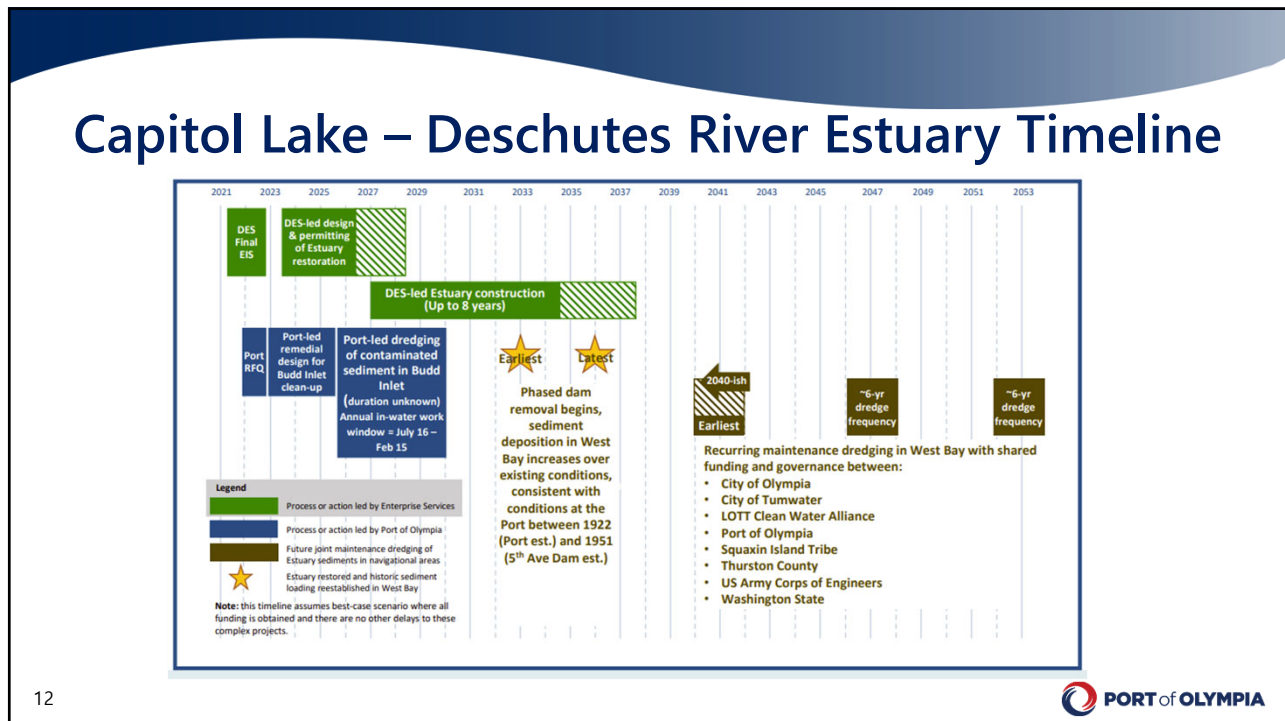 Capitol Lake – Deschutes River Estuary Timeline
2021 2023 2025 2027 2029 2031 2033 2035 2037 2039 2041 2043 2045 2047 2049 2051 2053
DES
Final
EIS
DES-led design
& permitting
of Estuary
restoration
DES-led Estuary construction
(Up to 8 years)
Port
RFQ
Port-led
remedial
design for
Budd Inlet
clean-up
Port-led dredging
of contaminated
sediment in Budd
Inlet
(duration unknown)
Annual in-water work
window = July 16 –
Feb 15
Earliest
Latest
Phased dam
removal begins,
sediment
deposition in West
Bay increases over
existing conditions,
consistent with
conditions at the
Port between 1922
(Port est.) and 1951
(5th Ave Dam est.)
2040-ish
Earliest
~6-yr
dredge
frequency
~6-yr
dredge
frequency
Recurring maintenance dredging in West Bay with shared
funding and governance between:
• City of Olympia
• City of Tumwater
• LOTT Clean Water Alliance
• Port of Olympia
• Squaxin Island Tribe
• Thurston County
• US Army Corps of Engineers
• Washington State
Legend
Process or action led by Enterprise Services
Process or action led by Port of Olympia
Future joint maintenance dredging of
Estuary sediments in navigational areas
Estuary restored and historic sediment
loading reestablished in West Bay
Note: this timeline assumes best-case scenario where all
funding is obtained and there are no other delays to these
complex projects.
12
PORT of OLYMPIA